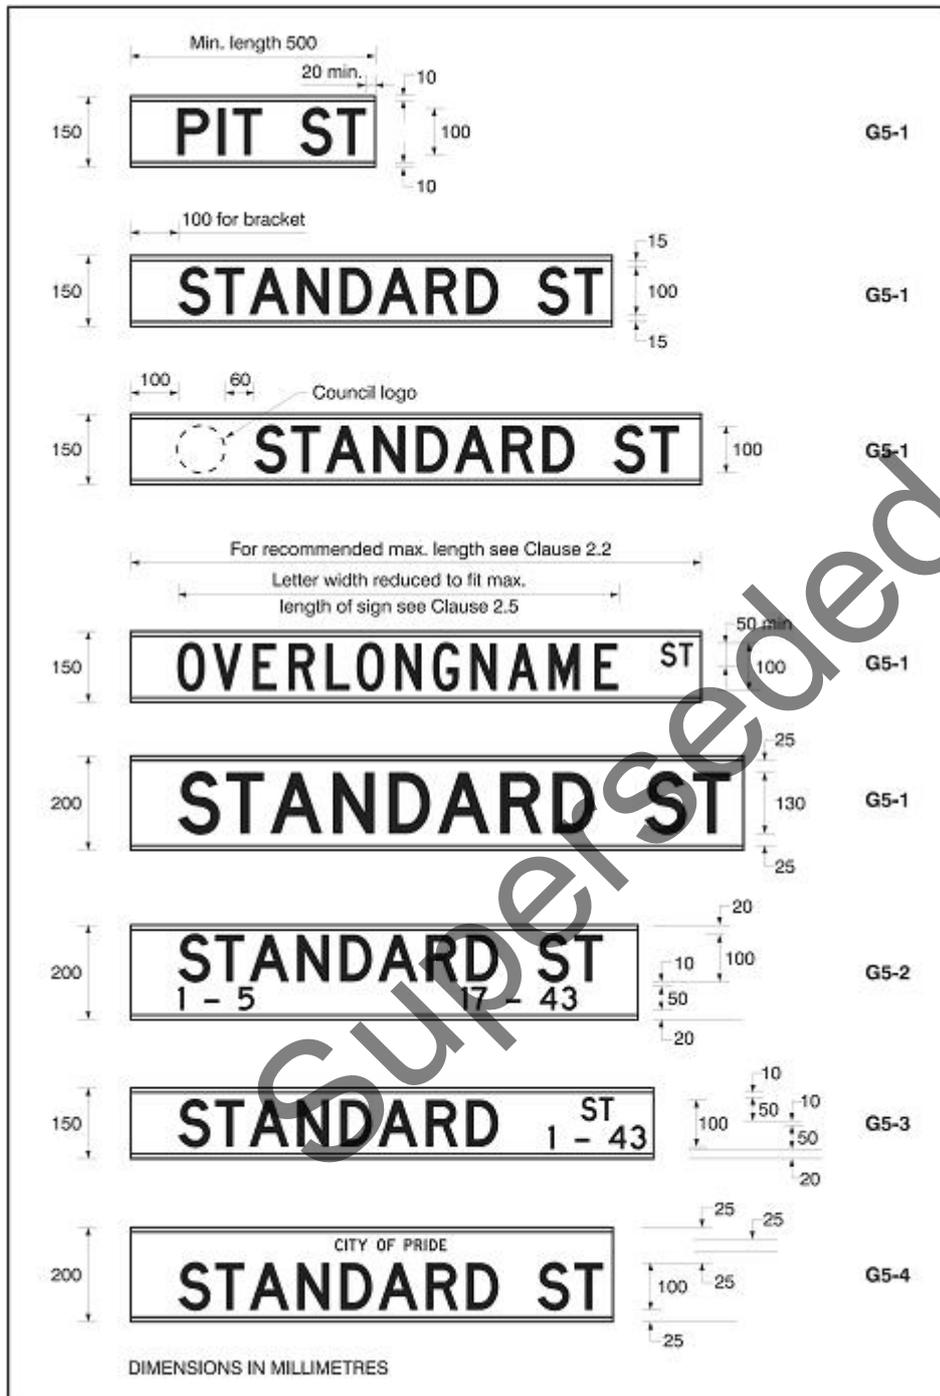 Min. length 500
20 min.
10
150
PIT ST
100
G5-1
10
100 for bracket
15
150
STANDARD ST
100
G5-1
15
100
60
Council logo
150
STANDARD ST
100
G5-1
For recommended max. length see Clause 2.2
Letter width reduced to fit max.
length of sign see Clause 2.5
50 min
150
OVERLONGNAME ST
100
G5-1
25
200
STANDARD ST
130
G5-1
25
20
200
STANDARD ST
10
100
G5-2
1 – 5 17 – 43
50
20
10
150
STANDARD ST
100
50
10
G5-3
1 – 43
50
20
25
25
CITY OF PRIDE
200
STANDARD ST
100
25
G5-4
25
DIMENSIONS IN MILLIMETRES
Superseded